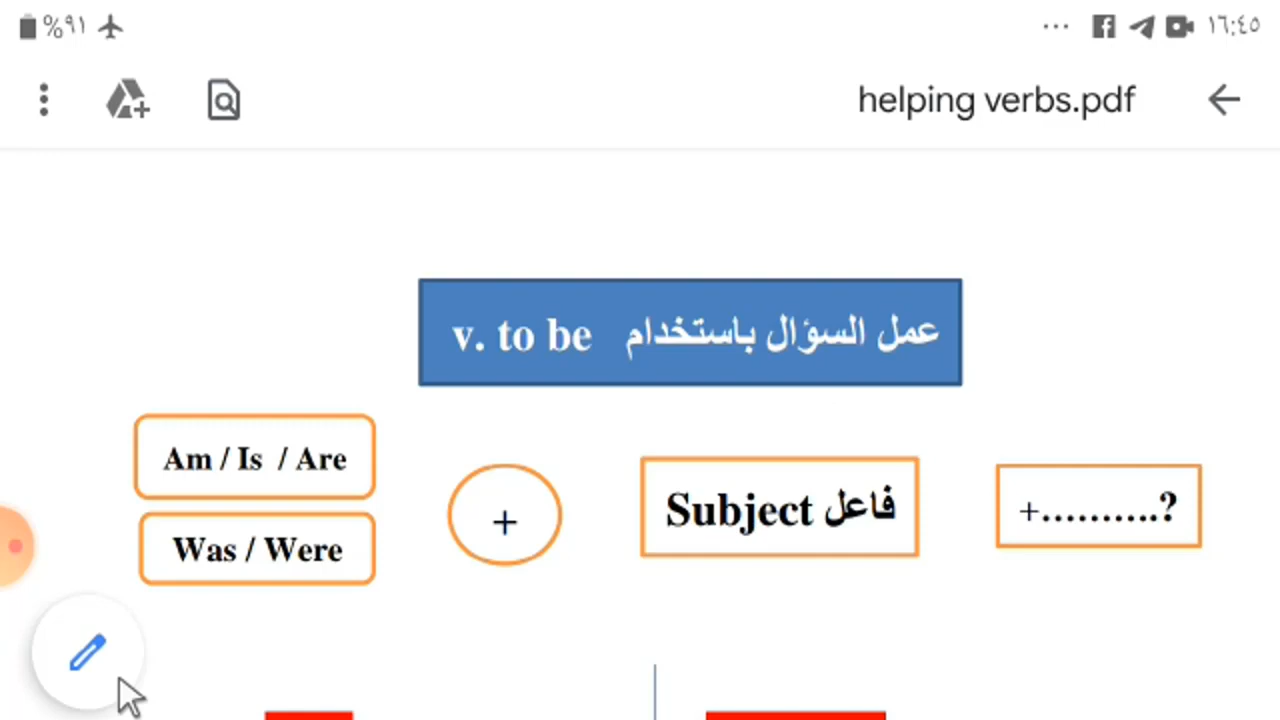 %٩١ ١٦:٤٥
helping verbs.pdf
عمل السؤال باستخدام v. to be
Am / Is / Are
Was / Were
+
Subject فاعل
+..........?